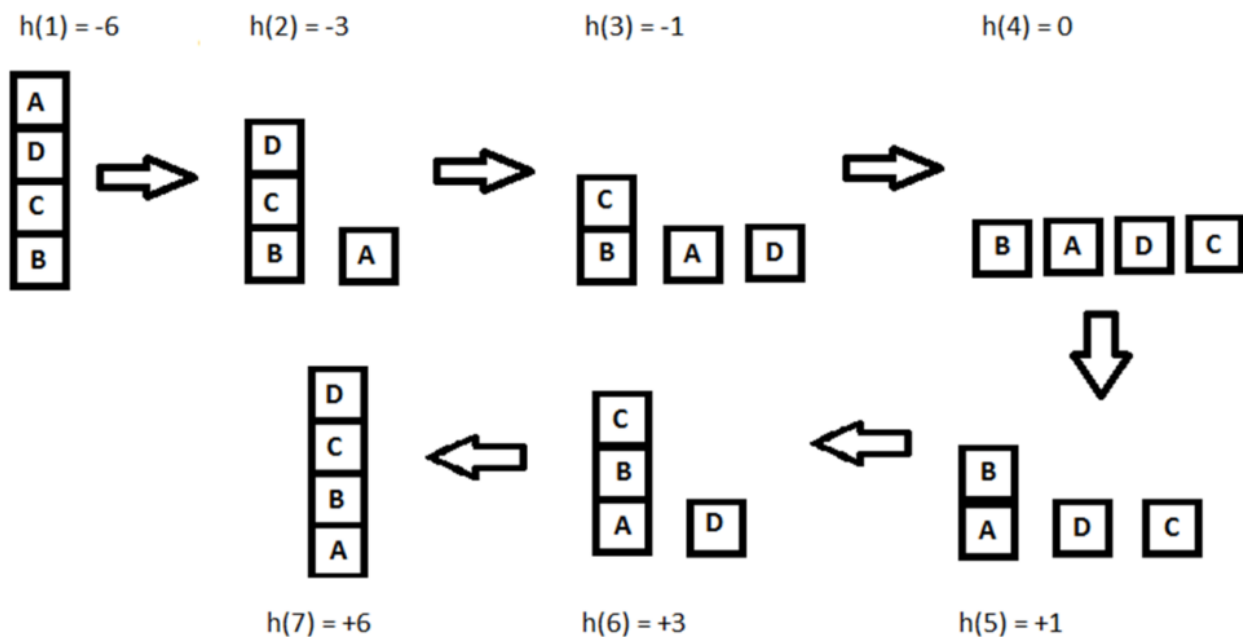 h(1) = -6
h(2) = -3
h(3) = -1
h(4) = 0
A
D
C
B
D
C
B A
C
B A D
B A D C
D
C
B
A
C
B
A D
B
A D C
h(7) = +6
h(6) = +3
h(5) = +1